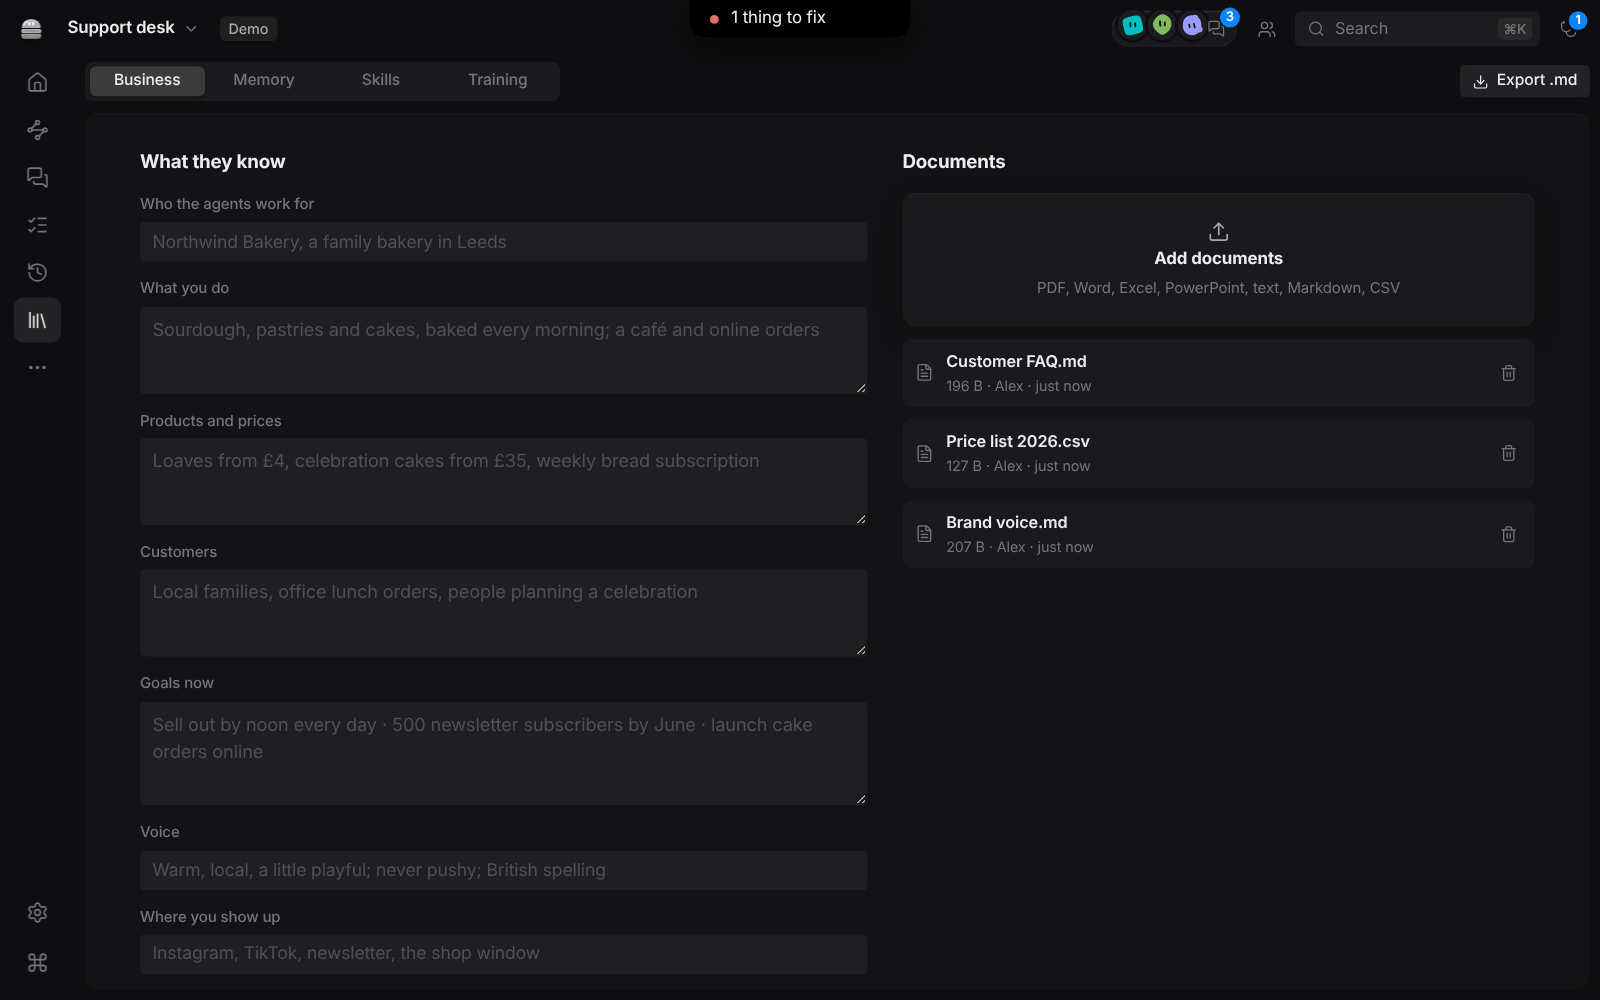 Support desk
Demo
1 thing to fix
3
Search
⌘K
1
Business
Memory
Skills
Training
Export .md
What they know
Who the agents work for
Northwind Bakery, a family bakery in Leeds
What you do
Sourdough, pastries and cakes, baked every morning; a café and online orders
Products and prices
Loaves from £4, celebration cakes from £35, weekly bread subscription
Customers
Local families, office lunch orders, people planning a celebration
Goals now
Sell out by noon every day · 500 newsletter subscribers by June · launch cake
orders online
Voice
Warm, local, a little playful; never pushy; British spelling
Where you show up
Instagram, TikTok, newsletter, the shop window
Documents
Add documents
PDF, Word, Excel, PowerPoint, text, Markdown, CSV
Customer FAQ.md
196 B · Alex · just now
Price list 2026.csv
127 B · Alex · just now
Brand voice.md
207 B · Alex · just now